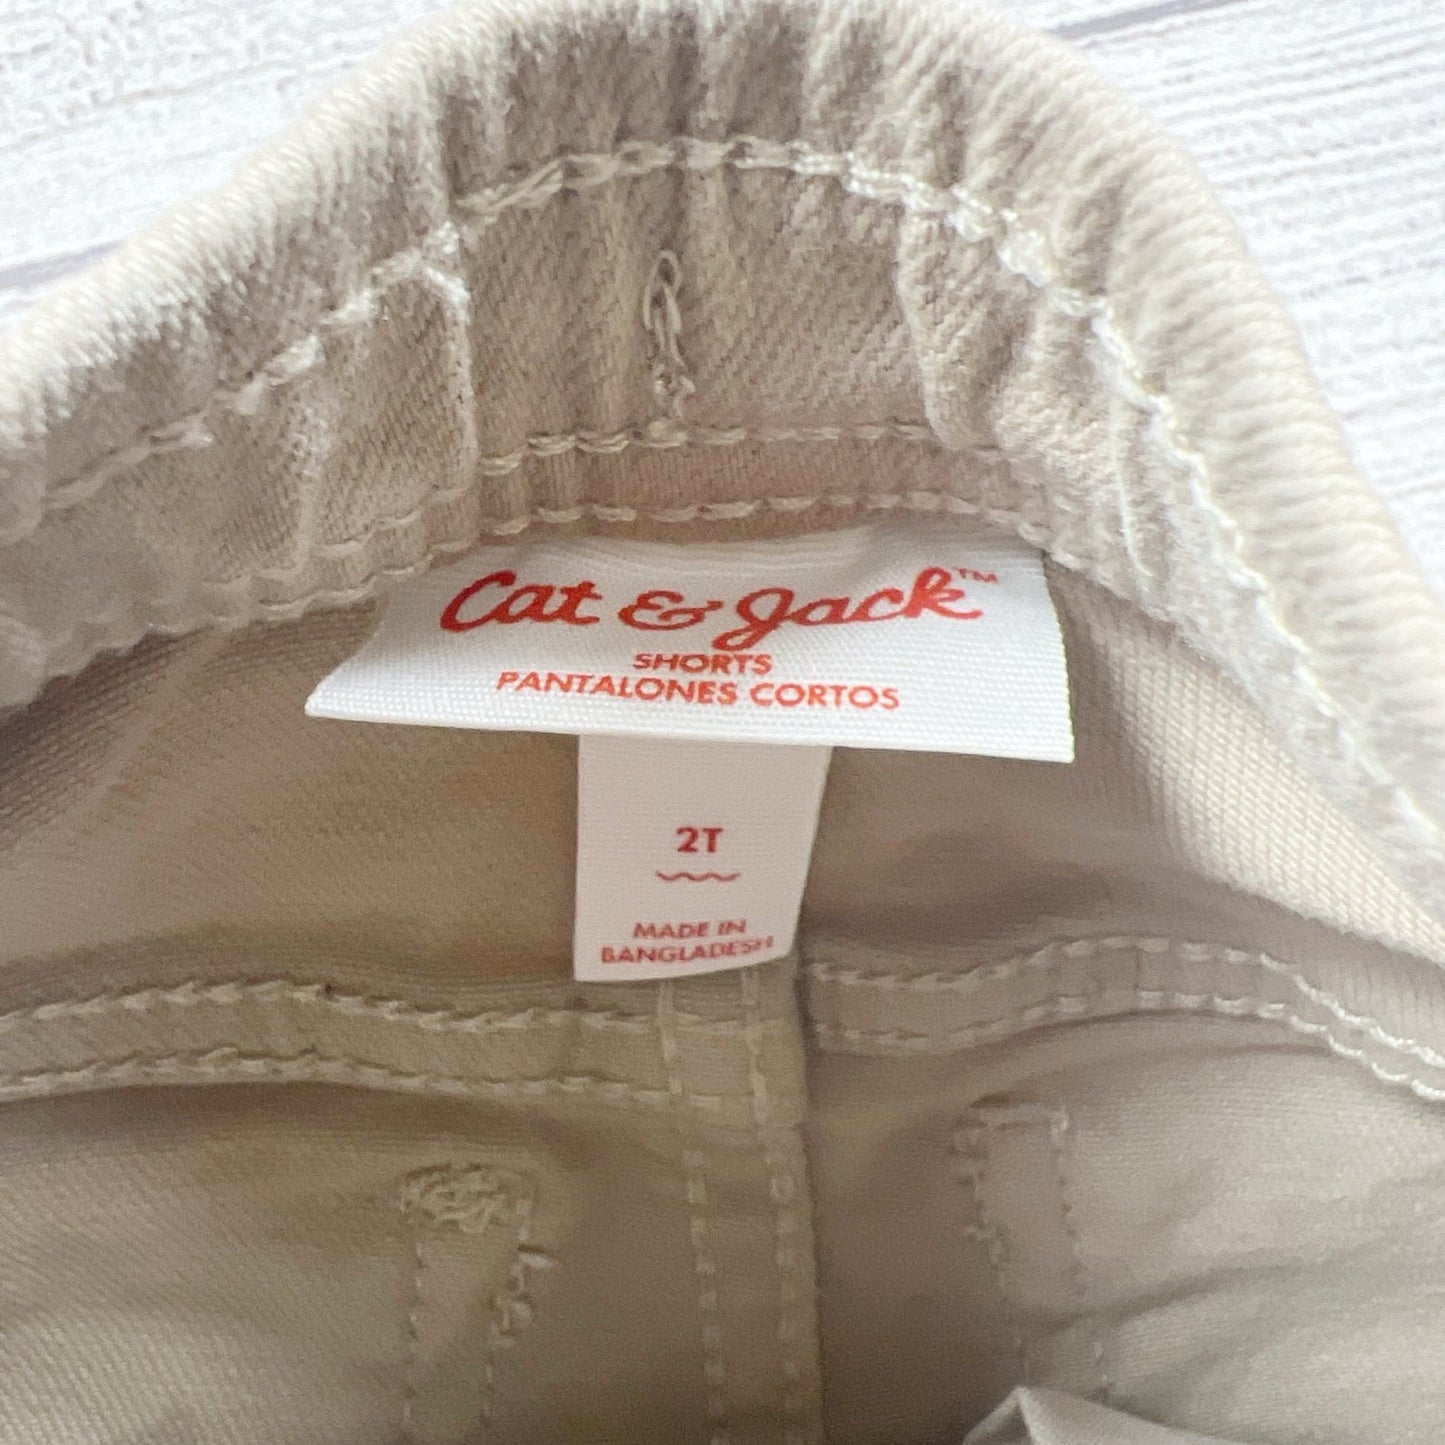 Cat & Jack™
SHORTS
PANTALONES CORTOS
2T
MADE IN
BANGLADESH